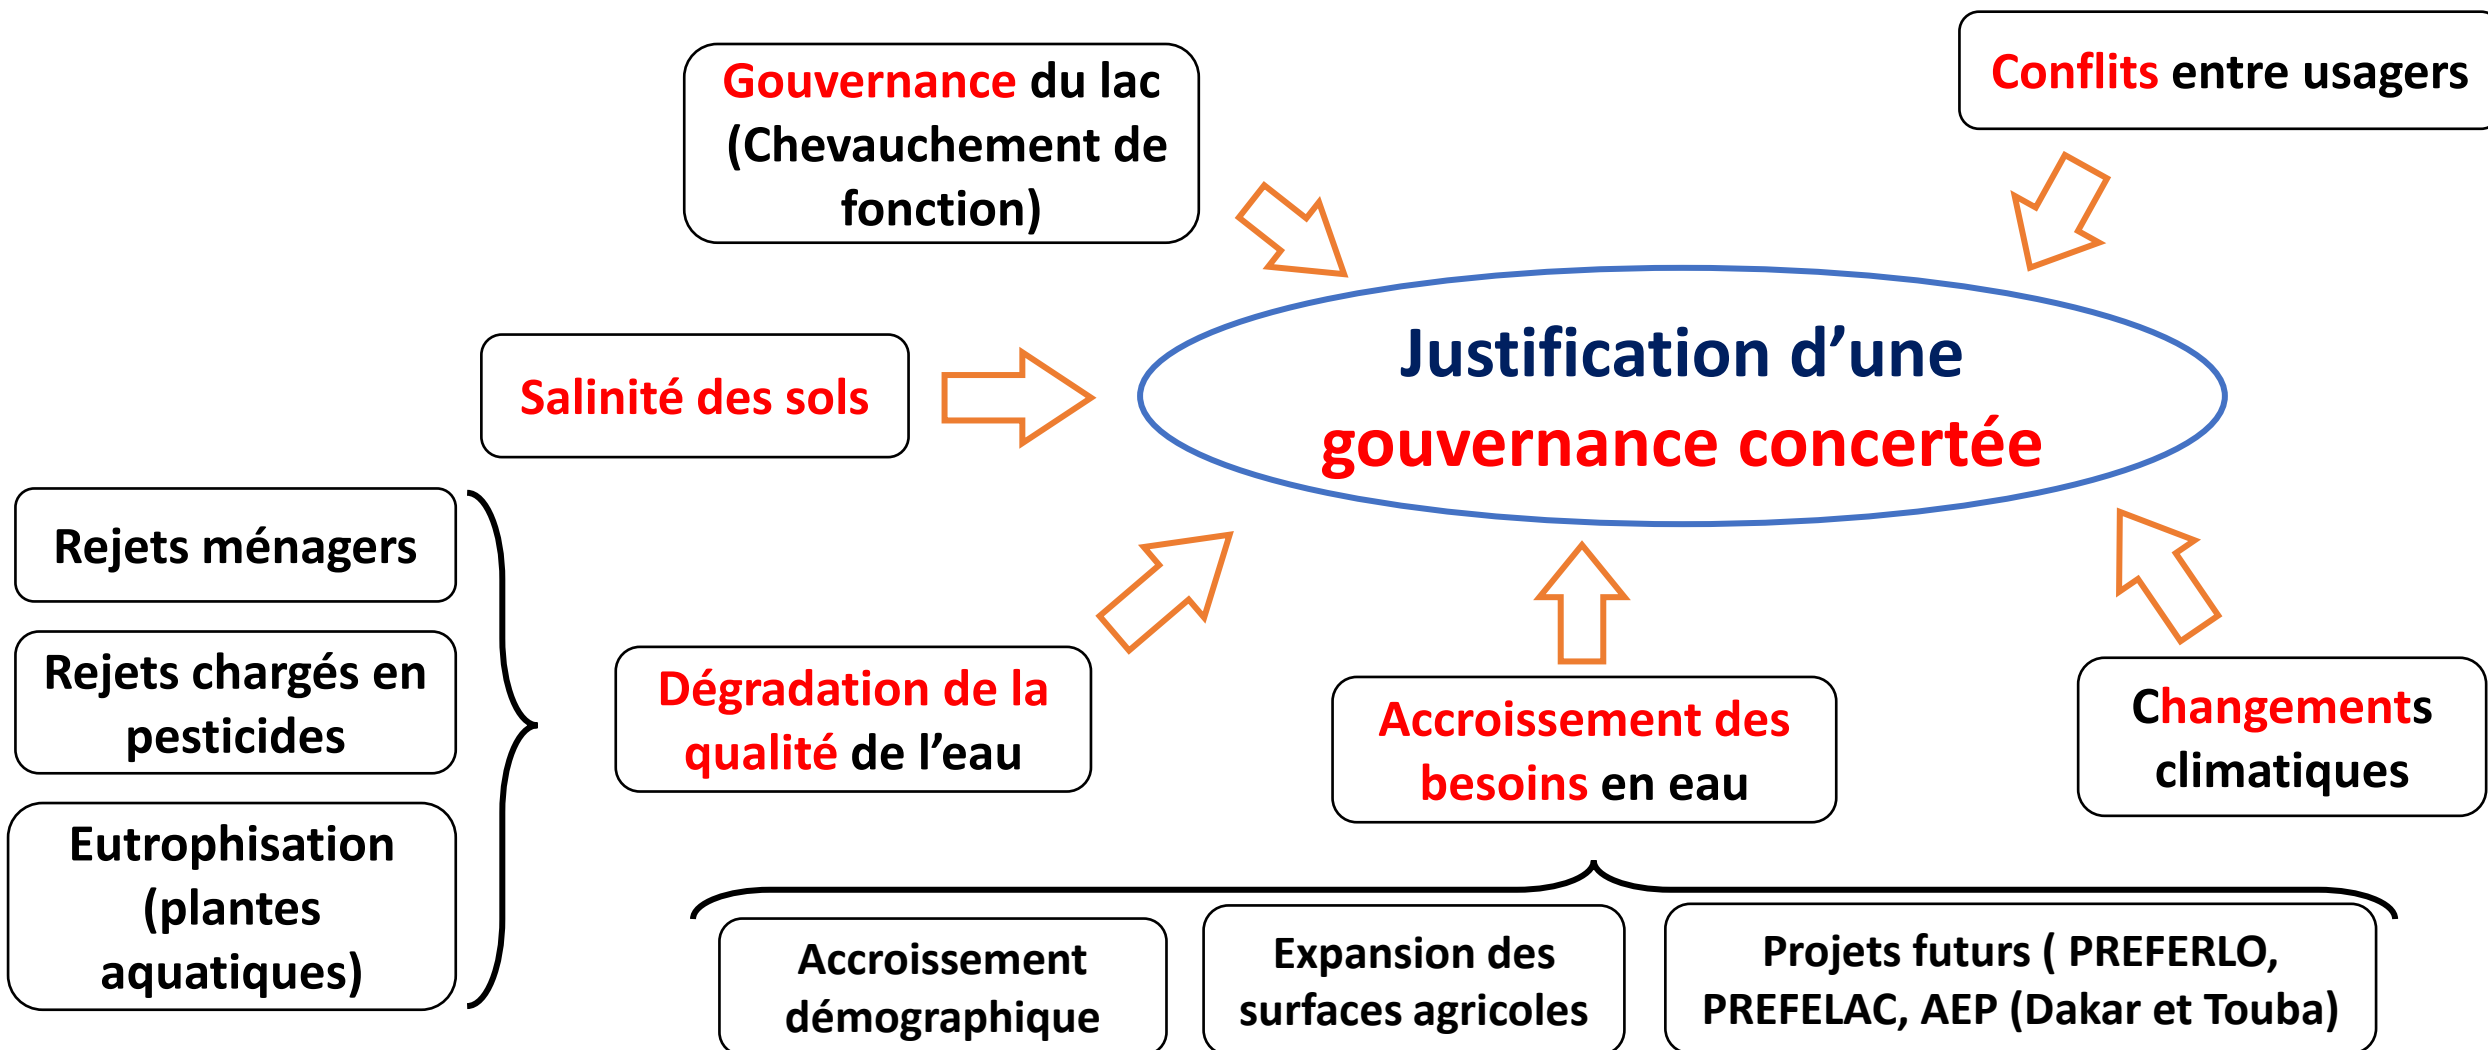 Gouvernance du lac
(Chevauchement de
fonction)
Conflits entre usagers
Justification d’une
gouvernance concertée
Salinité des sols
Rejets ménagers
Rejets chargés en
pesticides
Eutrophisation
(plantes
aquatiques)
Dégradation de la
qualité de l’eau
Accroissement des
besoins en eau
Changements
climatiques
Accroissement
démographique
Expansion des
surfaces agricoles
Projets futurs ( PREFERLO,
PREFELAC, AEP (Dakar et Touba)